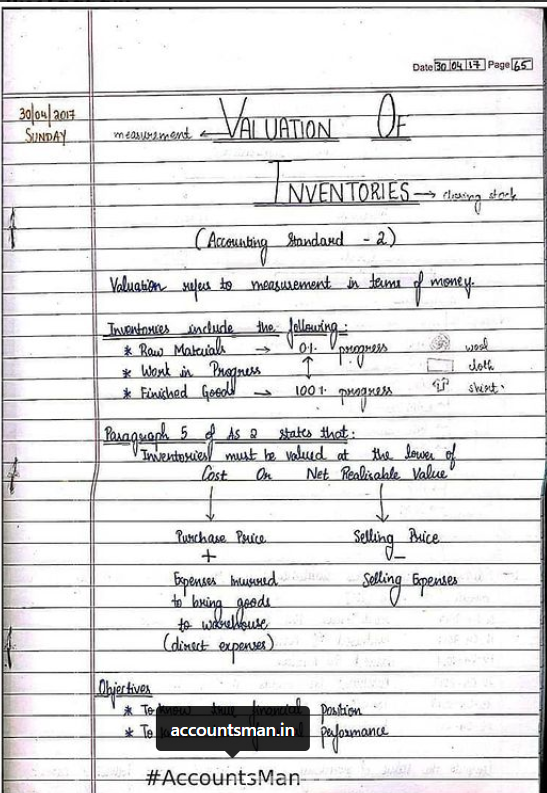 Date 30 04 17 Page 65
30/04/2017
SUNDAY
measurement ← VALUATION OF
INVENTORIES → closing stock
(Accounting Standard - 2)
Valuation refers to measurement in terms of money.
Inventories include the following:
* Raw Materials → 0% progress wool
* Work in Progress cloth
* Finished Goods → 100% progress shirt
Paragraph 5 of AS 2 states that:
Inventories must be valued at the lower of
Cost Or Net Realisable Value
Purchase Price Selling Price
+ -
Expenses incurred Selling Expenses
to bring goods
to warehouse
(direct expenses)
Objectives
* To know true financial position
* To performance
accountsman.in
#AccountsMan